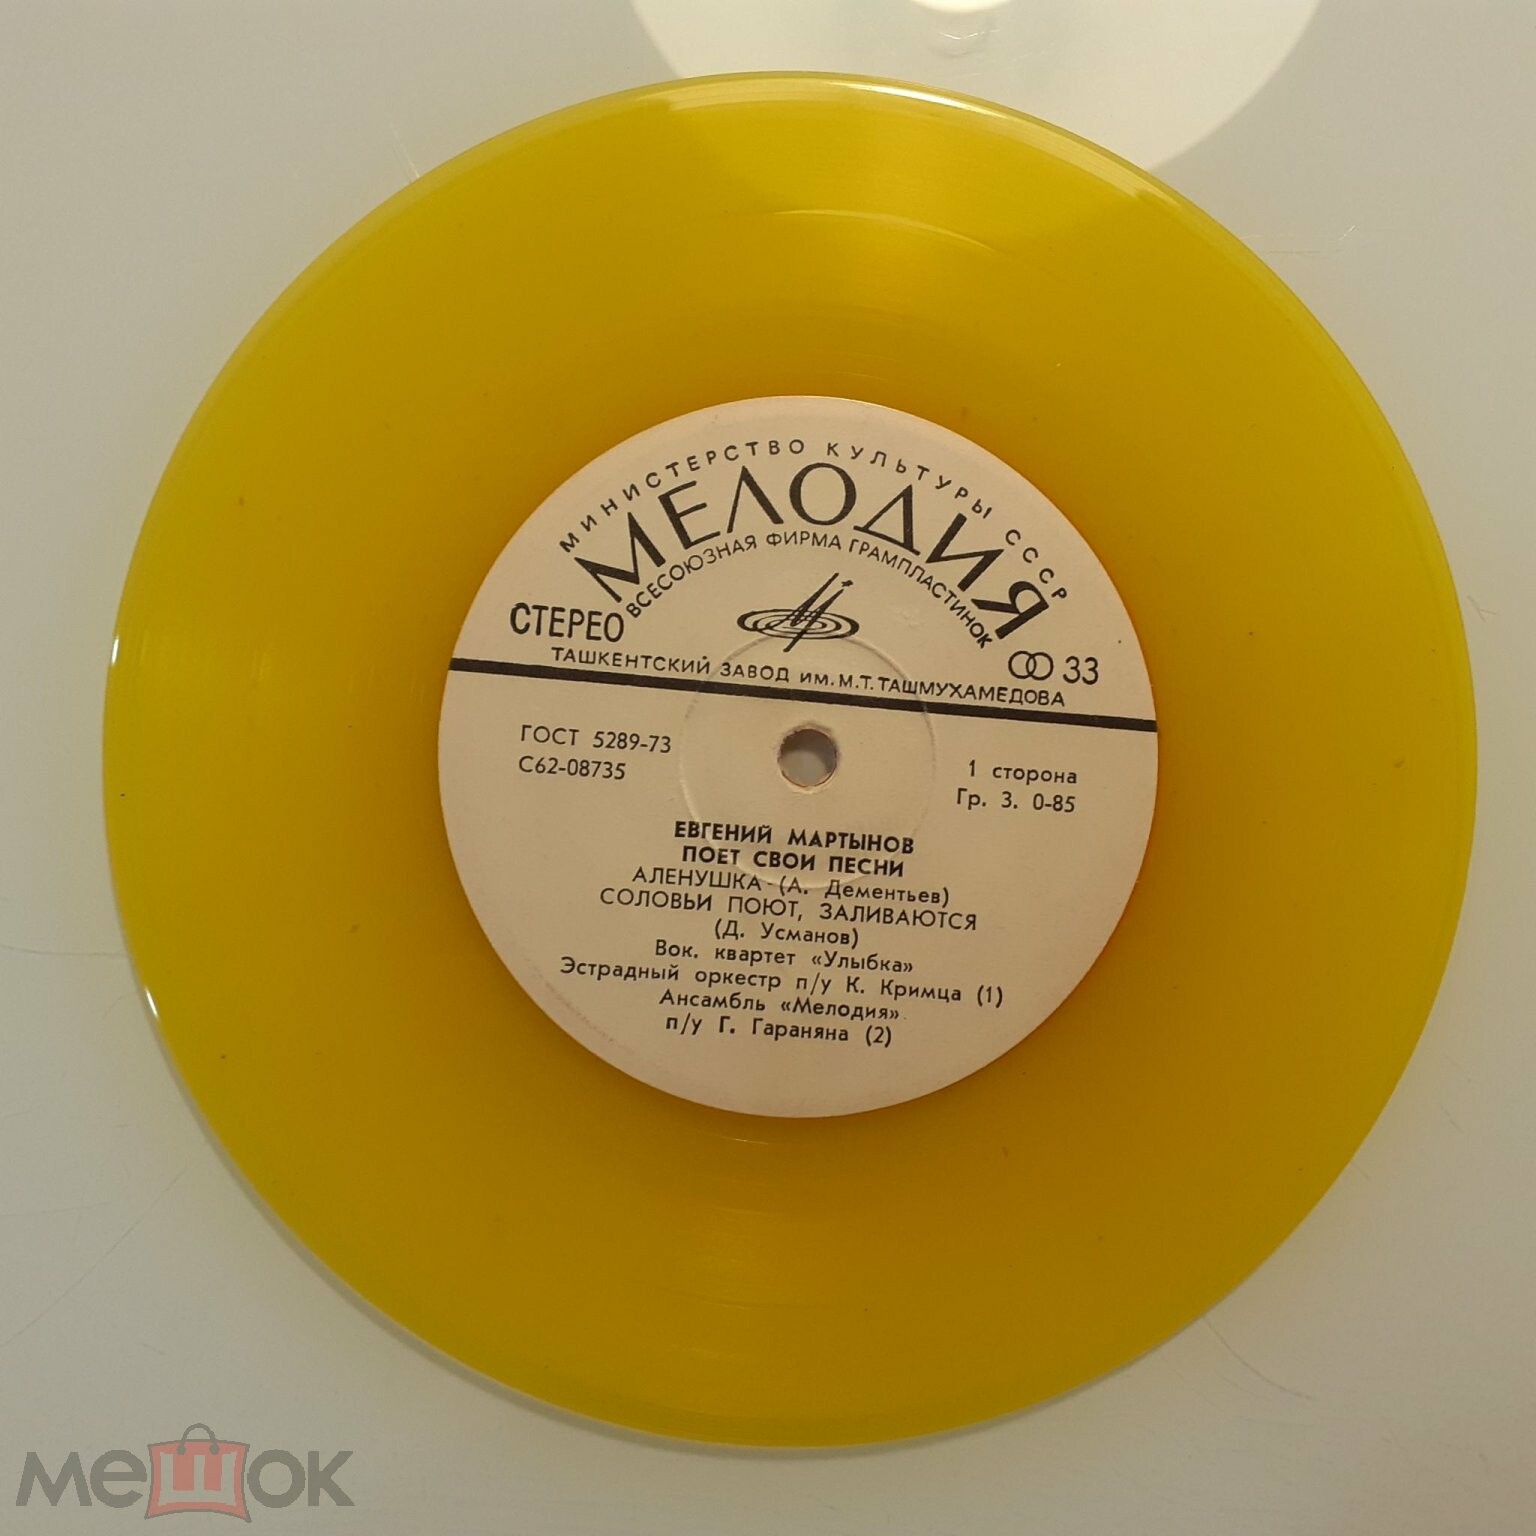 МИНИСТЕРСТВО КУЛЬТУРЫ СССР
МЕЛОДИЯ
ВСЕСОЮЗНАЯ ФИРМА ГРАМПЛАСТИНОК
СТЕРЕО
33
ТАШКЕНТСКИЙ ЗАВОД им. М.Т. ТАШМУХАМЕДОВА
ГОСТ 5289-73
С62-08735
1 сторона
Гр. 3. 0-85
ЕВГЕНИЙ МАРТЫНОВ
ПОЕТ СВОИ ПЕСНИ
АЛЕНУШКА (А. Дементьев)
СОЛОВЬИ ПОЮТ, ЗАЛИВАЮТСЯ
(Д. Усманов)
Вок. квартет «Улыбка»
Эстрадный оркестр п/у К. Кримца (1)
Ансамбль «Мелодия»
п/у Г. Гараняна (2)
мешок